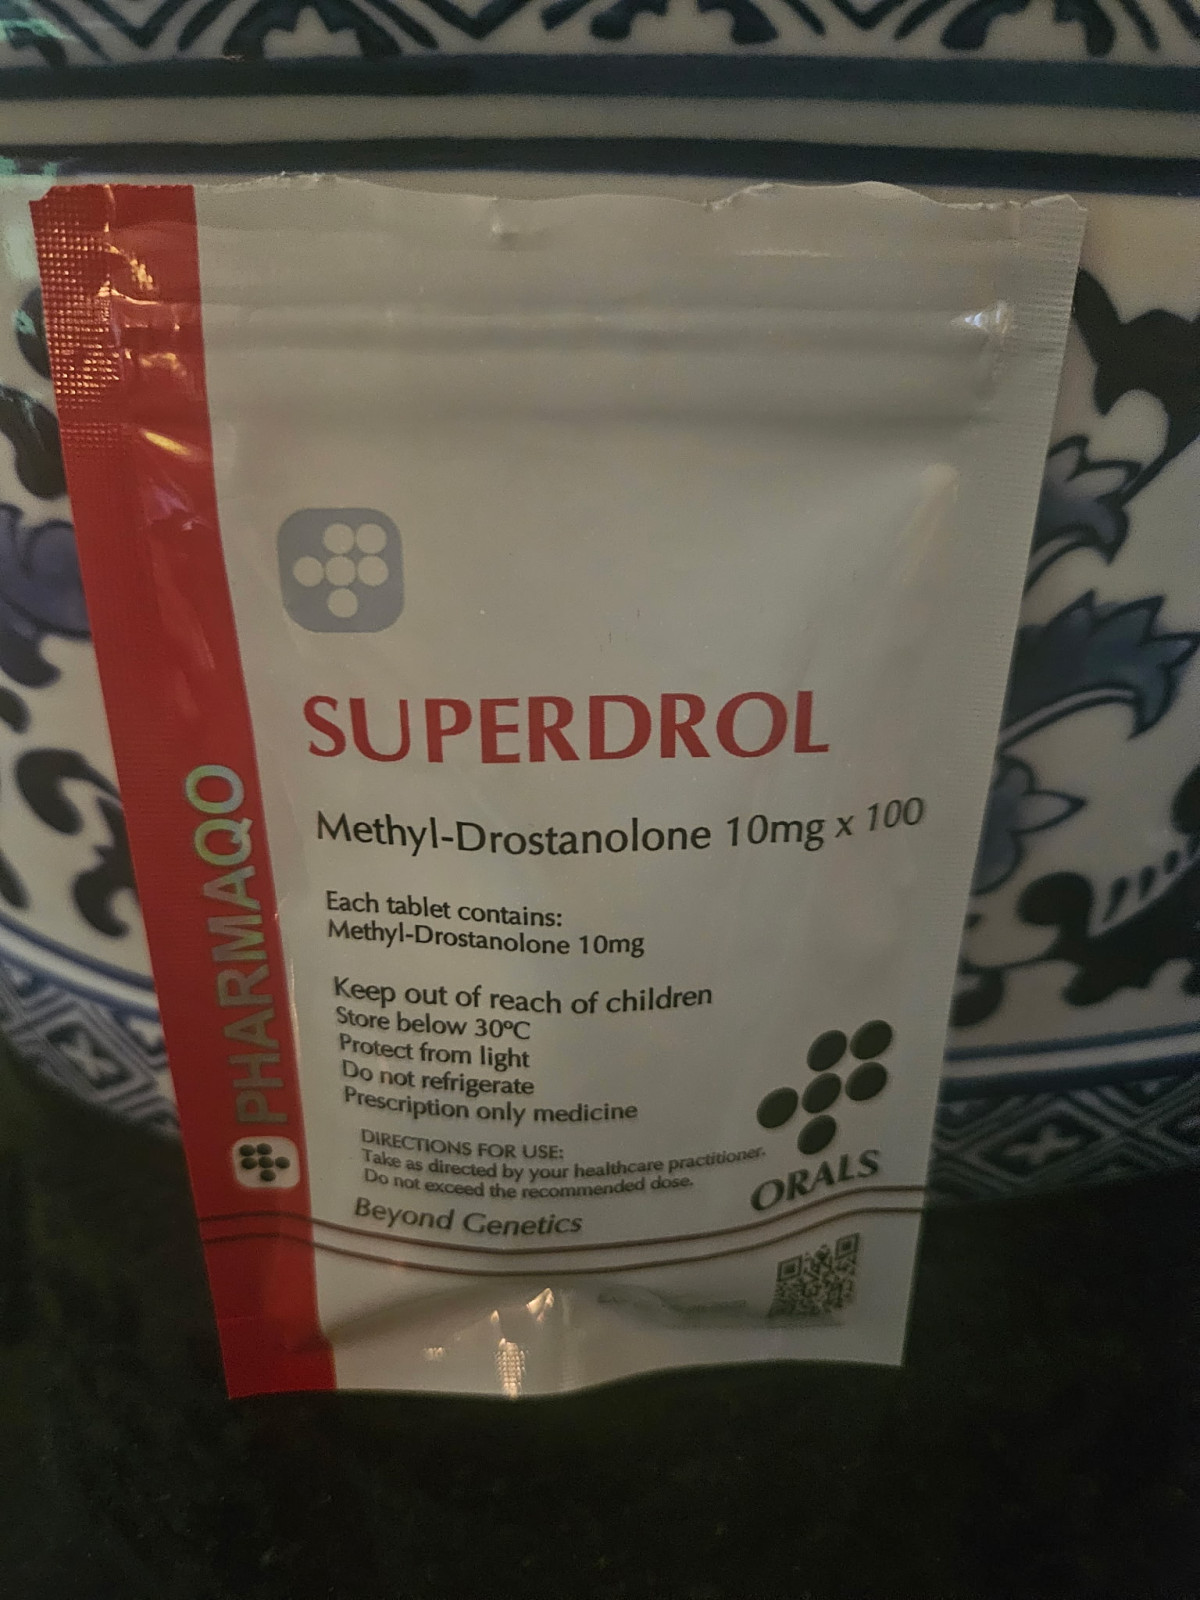 SUPERDROL
Methyl-Drostanolone 10mg x 100
Each tablet contains:
Methyl-Drostanolone 10mg
Keep out of reach of children
Store below 30ºC
Protect from light
Do not refrigerate
Prescription only medicine
DIRECTIONS FOR USE:
Take as directed by your healthcare practitioner.
Do not exceed the recommended dose.
Beyond Genetics
ORALS
PHARMAQO